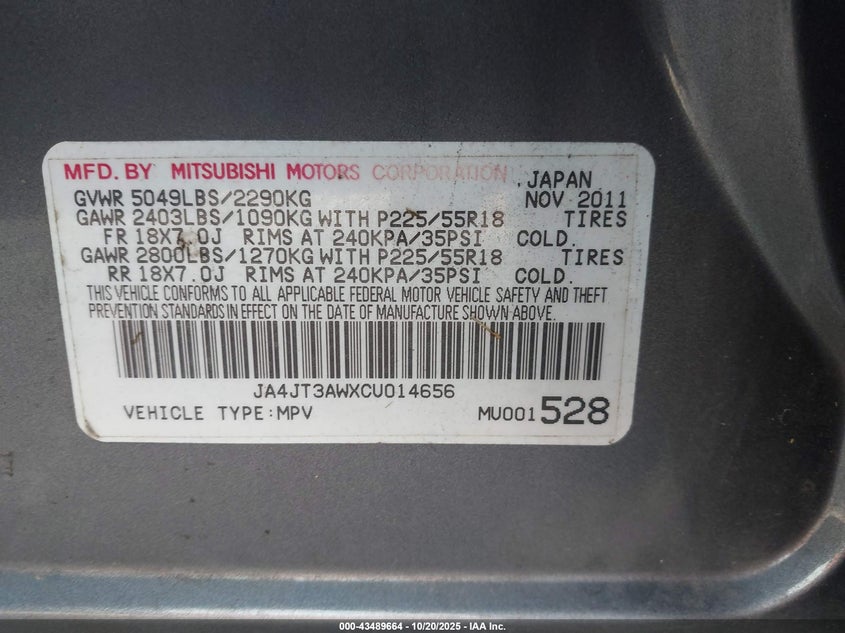 MFD. BY MITSUBISHI MOTORS CORPORATION
JAPAN
GVWR 5049LBS/2290KG NOV 2011
GAWR 2403LBS/1090KG WITH P225/55R18 TIRES
FR 18X7.0J RIMS AT 240KPA/35PSI COLD.
GAWR 2800LBS/1270KG WITH P225/55R18 TIRES
RR 18X7.0J RIMS AT 240KPA/35PSI COLD.
THIS VEHICLE CONFORMS TO ALL APPLICABLE FEDERAL MOTOR VEHICLE SAFETY AND THEFT
PREVENTION STANDARDS IN EFFECT ON THE DATE OF MANUFACTURE SHOWN ABOVE.
JA4JT3AWXCU014656
VEHICLE TYPE:MPV MU001528
000-43489664 - 10/20/2025 - IAA Inc.